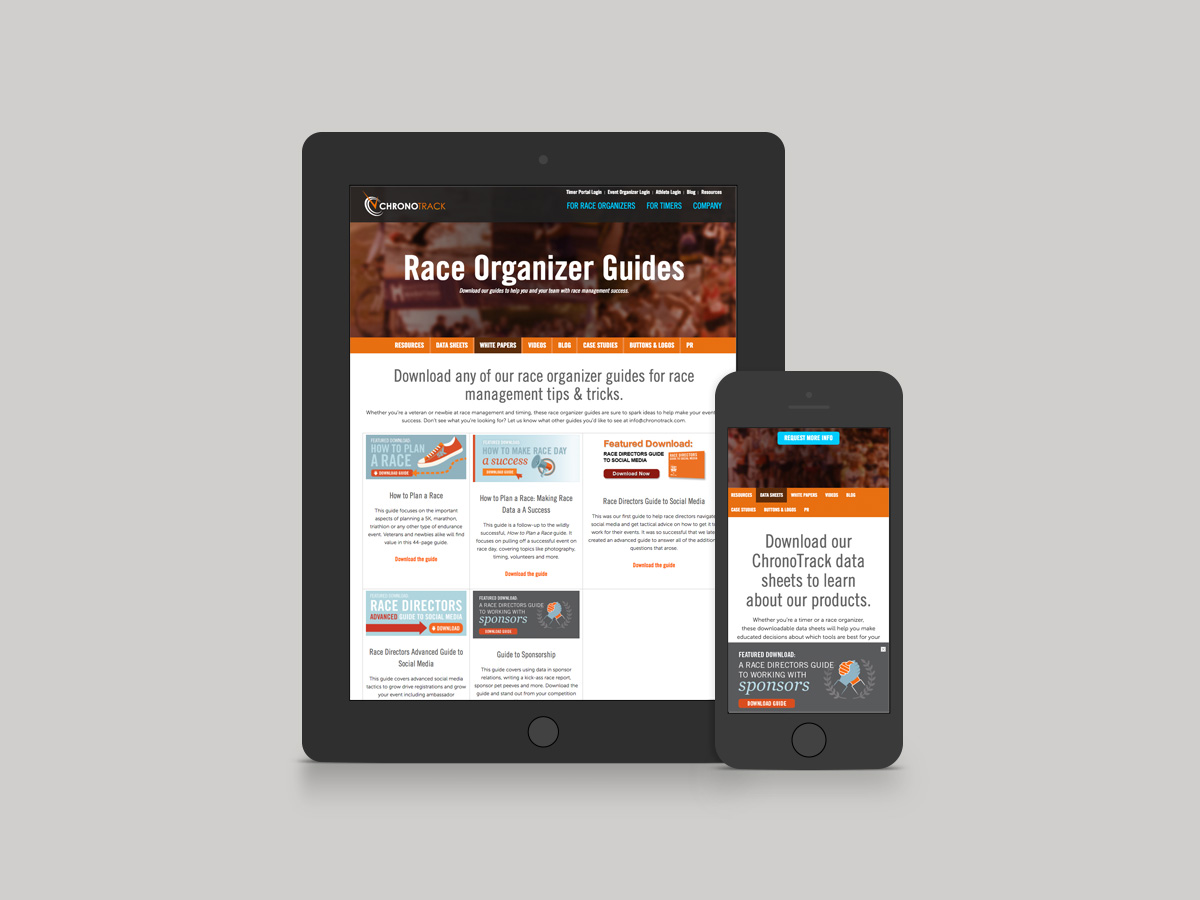 Timer Portal Login | Event Organizer Login | Athlete Login | Blog | Resources
CHRONOTRACK
FOR RACE ORGANIZERS FOR TIMERS COMPANY
Race Organizer Guides
Download our guides to help you and your team with race management success.
RESOURCES DATA SHEETS WHITE PAPERS VIDEOS BLOG CASE STUDIES BUTTONS & LOGOS PR
Download any of our race organizer guides for race
management tips & tricks.
Whether you're a veteran or newbie at race management and timing, these race organizer guides are sure to spark ideas to help make your event
success. Don't see what you're looking for? Let us know what other guides you'd like to see at info@chronotrack.com.
FEATURED DOWNLOAD:
HOW TO PLAN
A RACE
DOWNLOAD GUIDE
How to Plan a Race
This guide focuses on the important
aspects of planning a 5K, marathon,
triathlon or any other type of endurance
event. Veterans and newbies alike will find
value in this 44-page guide.
Download the guide
FEATURED DOWNLOAD:
HOW TO MAKE RACE DAY
a success
DOWNLOAD GUIDE
How to Plan a Race: Making Race
Data a A Success
This guide is a follow-up to the wildly
successful, How to Plan a Race guide. It
focuses on pulling off a successful event on
race day, covering topics like photography,
timing, volunteers and more.
Download the guide
Featured Download:
RACE DIRECTORS GUIDE
TO SOCIAL MEDIA
Download Now
Race Directors Guide to Social Media
This was our first guide to help race directors navigate
social media and get tactical advice on how to get it t
work for their events. It was so successful that we late
created an advanced guide to answer all of the addition
questions that arose.
Download the guide
FEATURED DOWNLOAD:
RACE DIRECTORS
ADVANCED GUIDE TO SOCIAL MEDIA
DOWNLOAD
Race Directors Advanced Guide to
Social Media
This guide covers advanced social media
tactics to grow drive registrations and grow
your event including ambassador
FEATURED DOWNLOAD:
A RACE DIRECTORS GUIDE
TO WORKING WITH
sponsors
DOWNLOAD GUIDE
Guide to Sponsorship
This guide covers using data in sponsor
relations, writing a kick-ass race report,
sponsor pet peeves and more. Download the
guide and stand out from your competition
REQUEST MORE INFO
RESOURCES DATA SHEETS WHITE PAPERS VIDEOS BLOG
CASE STUDIES BUTTONS & LOGOS PR
Download our
ChronoTrack data
sheets to learn
about our products.
Whether you're a timer or a race organizer,
these downloadable data sheets will help you make
educated decisions about which tools are best for your
FEATURED DOWNLOAD:
A RACE DIRECTORS GUIDE
TO WORKING WITH
sponsors
DOWNLOAD GUIDE